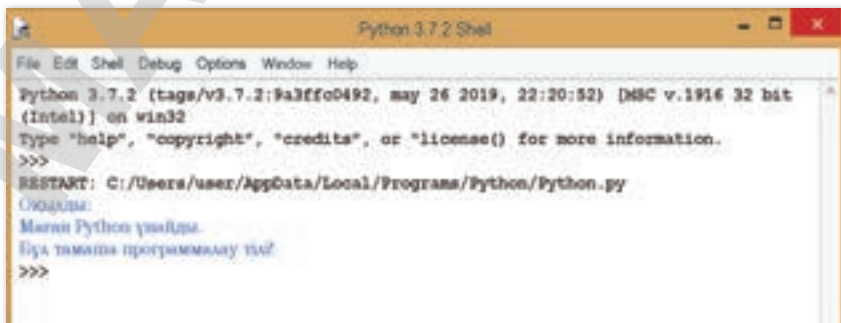 Python 3.7.2 Shell
File Edit Shell Debug Options Window Help
Python 3.7.2 (tags/v3.7.2:9a3ffc0492, may 26 2019, 22:20:52) [MSC v.1916 32 bit
(Intel)] on win32
Type "help", "copyright", "credits", or "license() for more information.
>>>
RESTART: C:/Users/user/AppData/Local/Programs/Python/Python.py
Маған Python ұнайды.
Бұл тамаша программалау тілі!
>>>